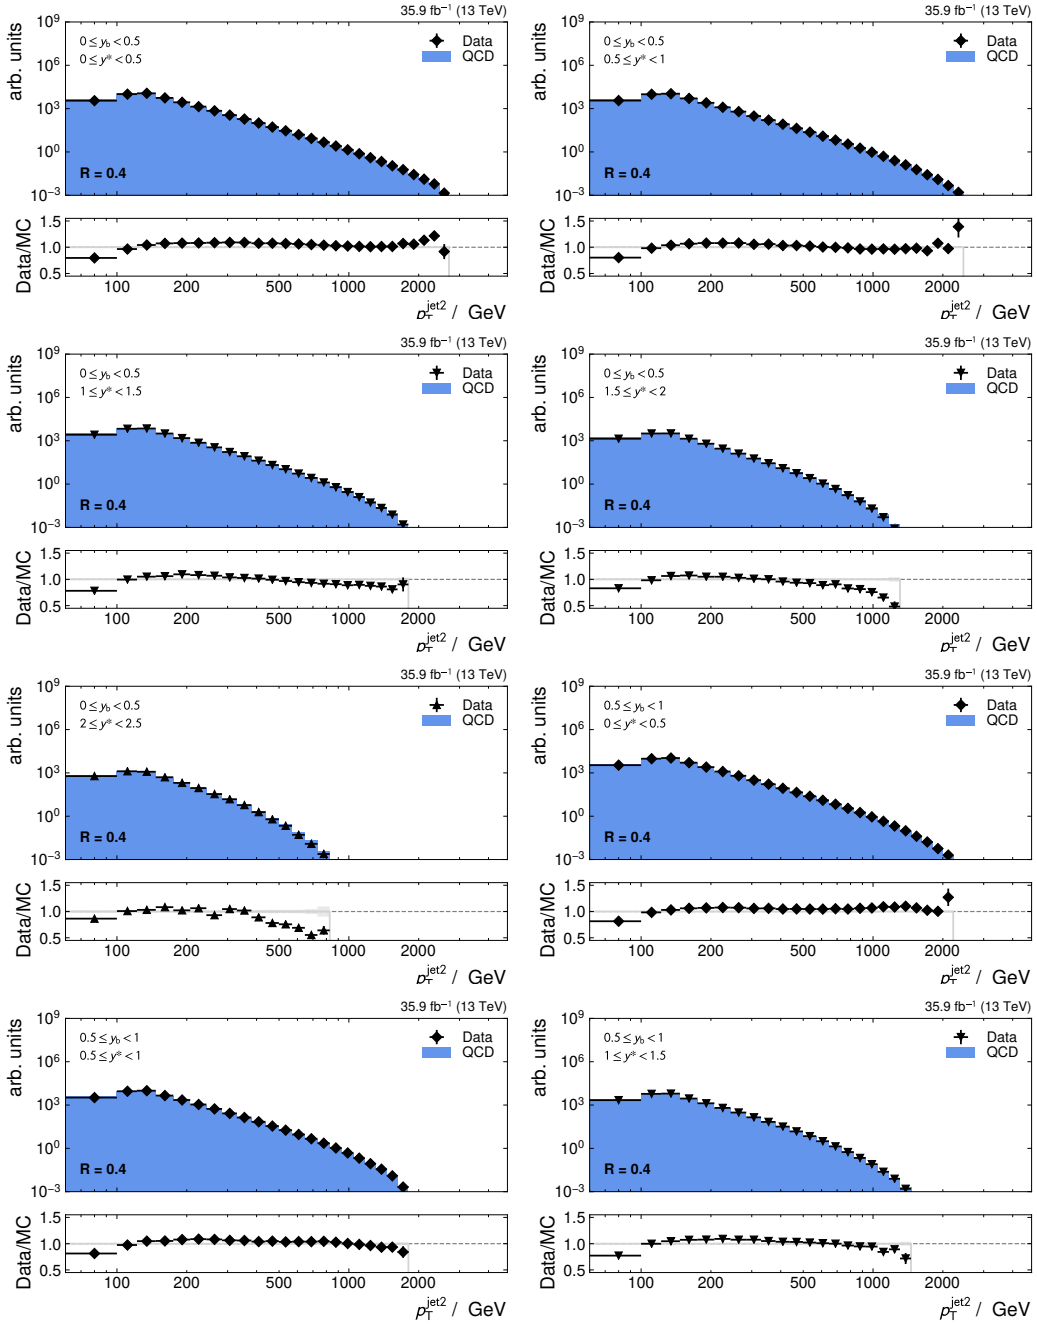 35.9 fb⁻¹ (13 TeV)
arb. units
10⁹
10⁶
10³
10⁰
10⁻³
0 ≤ y_b < 0.5
0 ≤ y* < 0.5
Data
QCD
R = 0.4
Data/MC
1.5
1.0
0.5
100 200 500 1000 2000
p_T^jet2 / GeV
35.9 fb⁻¹ (13 TeV)
arb. units
10⁹
10⁶
10³
10⁰
10⁻³
0 ≤ y_b < 0.5
0.5 ≤ y* < 1
Data
QCD
R = 0.4
Data/MC
1.5
1.0
0.5
100 200 500 1000 2000
p_T^jet2 / GeV
35.9 fb⁻¹ (13 TeV)
arb. units
10⁹
10⁶
10³
10⁰
10⁻³
0 ≤ y_b < 0.5
1 ≤ y* < 1.5
Data
QCD
R = 0.4
Data/MC
1.5
1.0
0.5
100 200 500 1000 2000
p_T^jet2 / GeV
35.9 fb⁻¹ (13 TeV)
arb. units
10⁹
10⁶
10³
10⁰
10⁻³
0 ≤ y_b < 0.5
1.5 ≤ y* < 2
Data
QCD
R = 0.4
Data/MC
1.5
1.0
0.5
100 200 500 1000 2000
p_T^jet2 / GeV
35.9 fb⁻¹ (13 TeV)
arb. units
10⁹
10⁶
10³
10⁰
10⁻³
0 ≤ y_b < 0.5
2 ≤ y* < 2.5
Data
QCD
R = 0.4
Data/MC
1.5
1.0
0.5
100 200 500 1000 2000
p_T^jet2 / GeV
35.9 fb⁻¹ (13 TeV)
arb. units
10⁹
10⁶
10³
10⁰
10⁻³
0.5 ≤ y_b < 1
0 ≤ y* < 0.5
Data
QCD
R = 0.4
Data/MC
1.5
1.0
0.5
100 200 500 1000 2000
p_T^jet2 / GeV
35.9 fb⁻¹ (13 TeV)
arb. units
10⁹
10⁶
10³
10⁰
10⁻³
0.5 ≤ y_b < 1
0.5 ≤ y* < 1
Data
QCD
R = 0.4
Data/MC
1.5
1.0
0.5
100 200 500 1000 2000
p_T^jet2 / GeV
35.9 fb⁻¹ (13 TeV)
arb. units
10⁹
10⁶
10³
10⁰
10⁻³
0.5 ≤ y_b < 1
1 ≤ y* < 1.5
Data
QCD
R = 0.4
Data/MC
1.5
1.0
0.5
100 200 500 1000 2000
p_T^jet2 / GeV